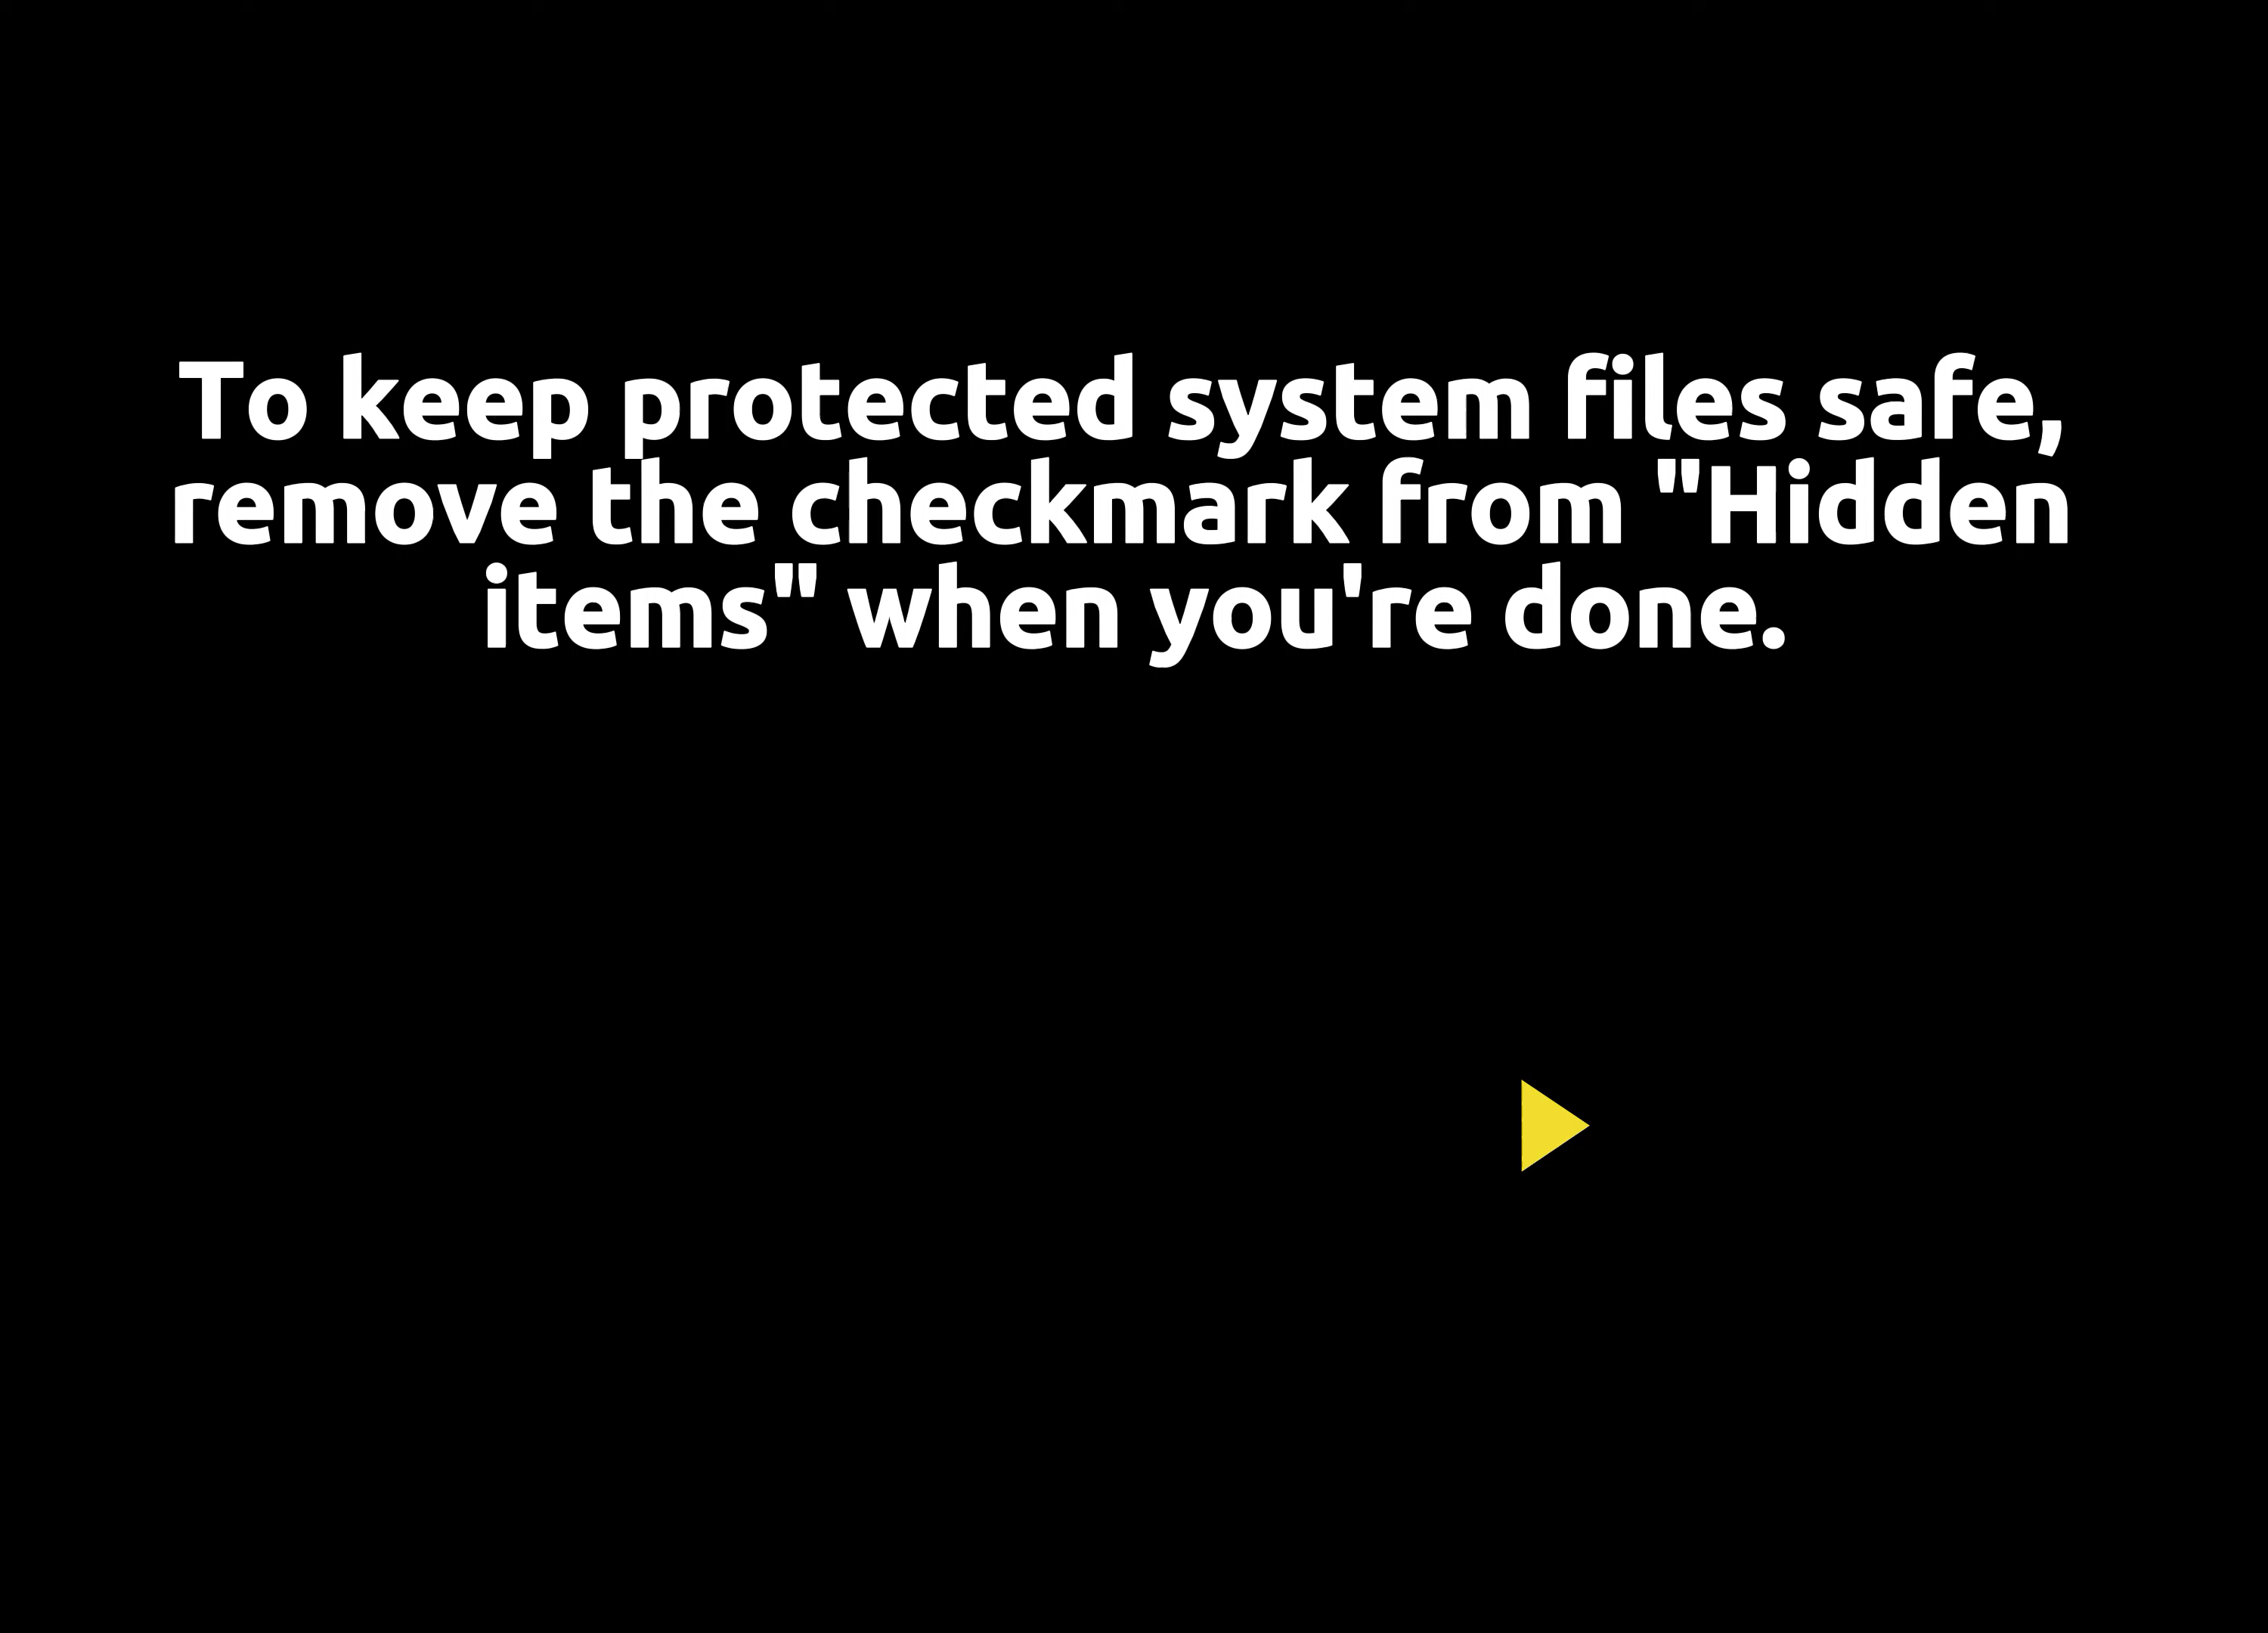 To keep protected system files safe,
remove the checkmark from "Hidden
items" when you're done.